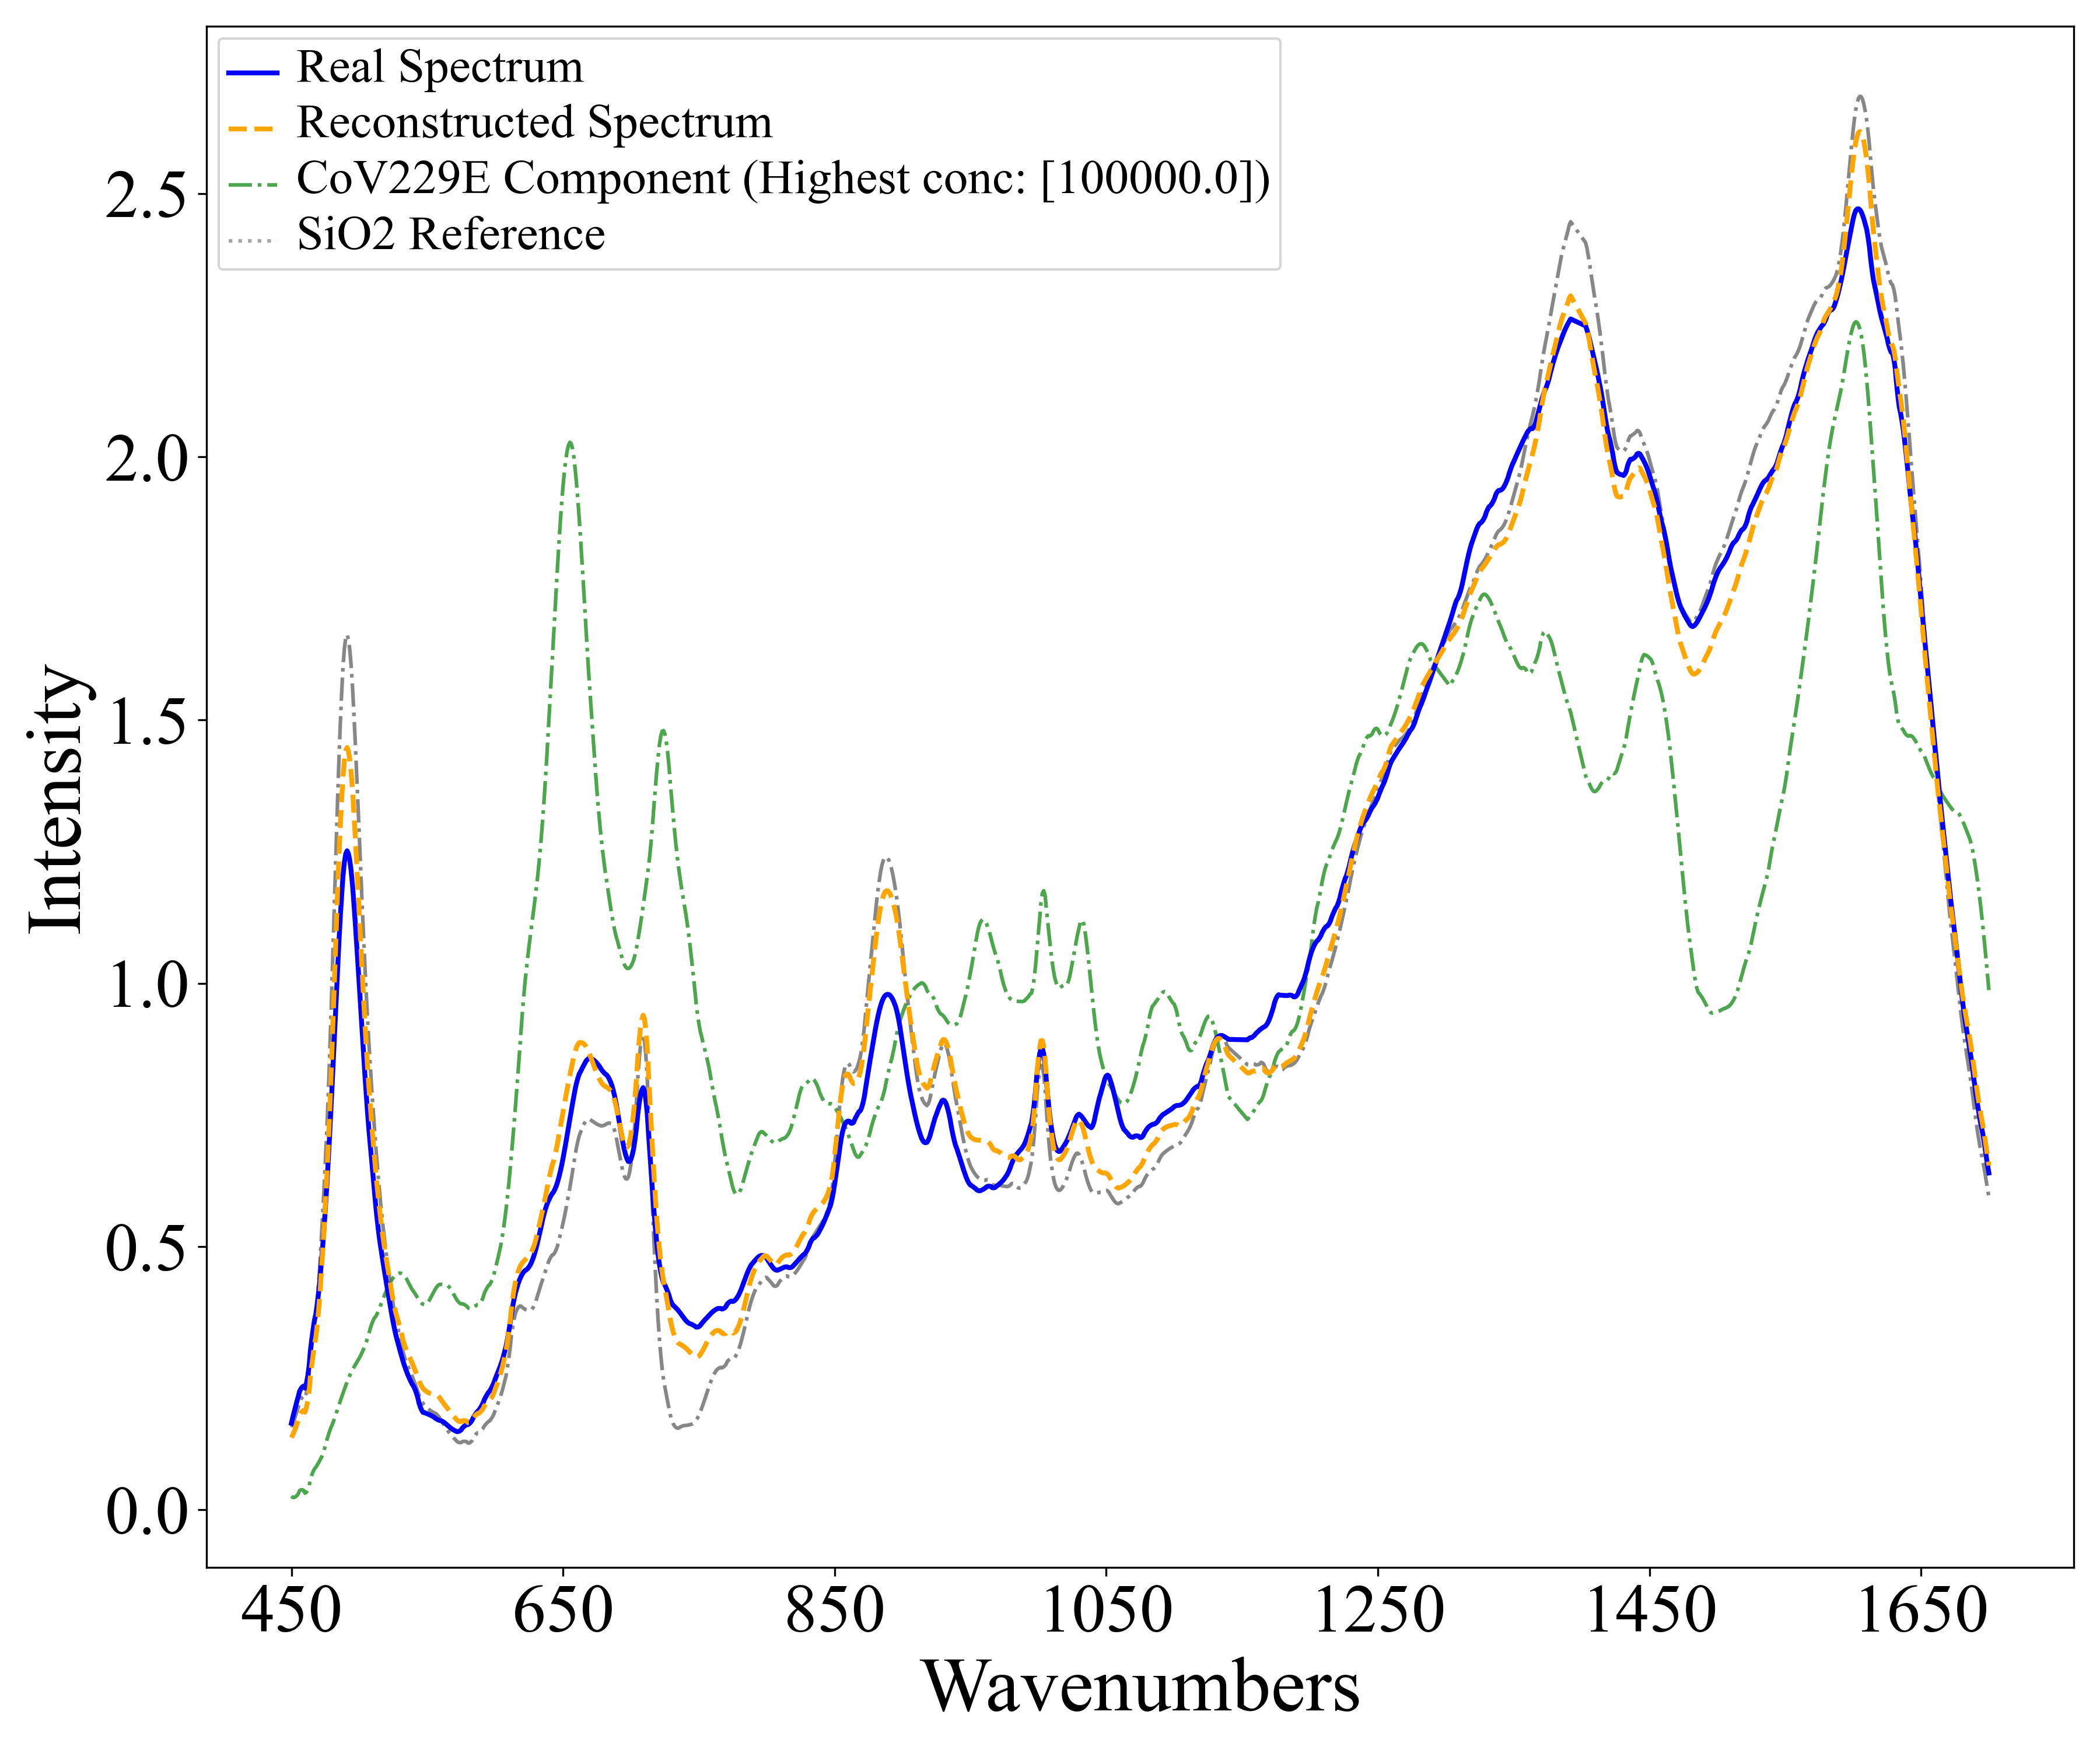 Real Spectrum
Reconstructed Spectrum
CoV229E Component (Highest conc: [100000.0])
SiO2 Reference
2.5
2.0
1.5
1.0
0.5
0.0
Intensity
450 650 850 1050 1250 1450 1650
Wavenumbers